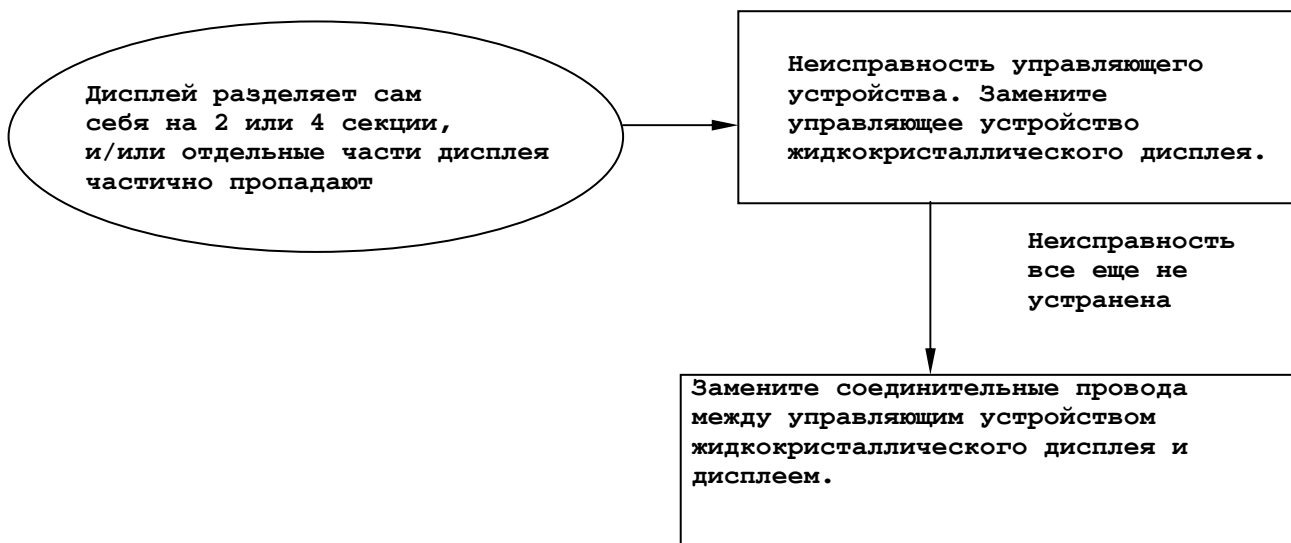 Дисплей разделяет сам
себя на 2 или 4 секции,
и/или отдельные части дисплея
частично пропадают
Неисправность управляющего
устройства. Замените
управляющее устройство
жидкокристаллического дисплея.
Неисправность
все еще не
устранена
Замените соединительные провода
между управляющим устройством
жидкокристаллического дисплея и
дисплеем.